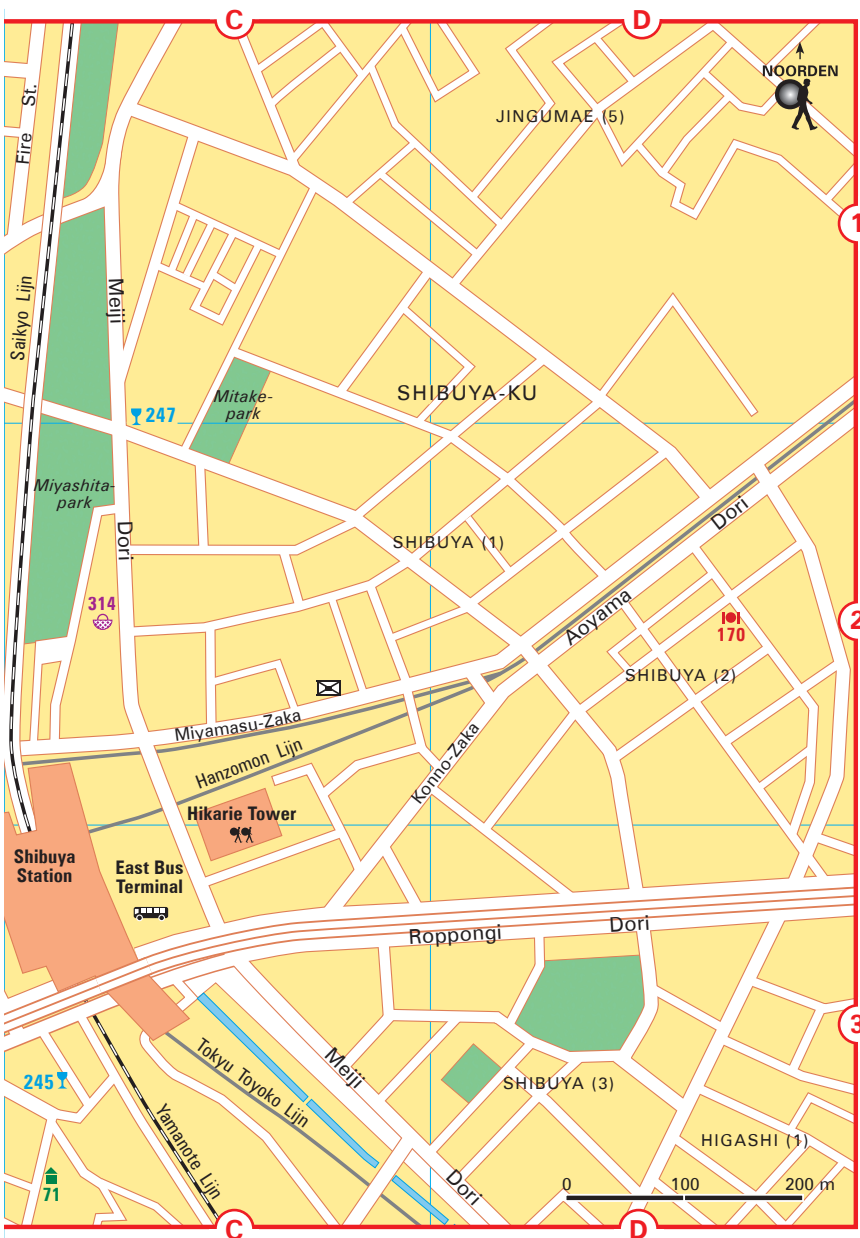 C
D
NOORDEN
JINGUMAE (5)
Fire St.
1
Saikyo Lijn
Meiji
SHIBUYA-KU
Mitake-
park
247
Miyashita-
park
Dori
SHIBUYA (1)
Dori
314
Aoyama
170
2
SHIBUYA (2)
Miyamasu-Zaka
Hanzomon Lijn
Konno-Zaka
Hikarie Tower
Shibuya
Station
East Bus
Terminal
Roppongi
Dori
3
Tokyu Toyoko Lijn
Meiji
245
SHIBUYA (3)
Yamanote Lijn
HIGASHI (1)
71
Dori
0 100 200 m
C
D